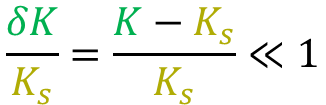 δK/K_s = (K − K_s)/K_s ≪ 1